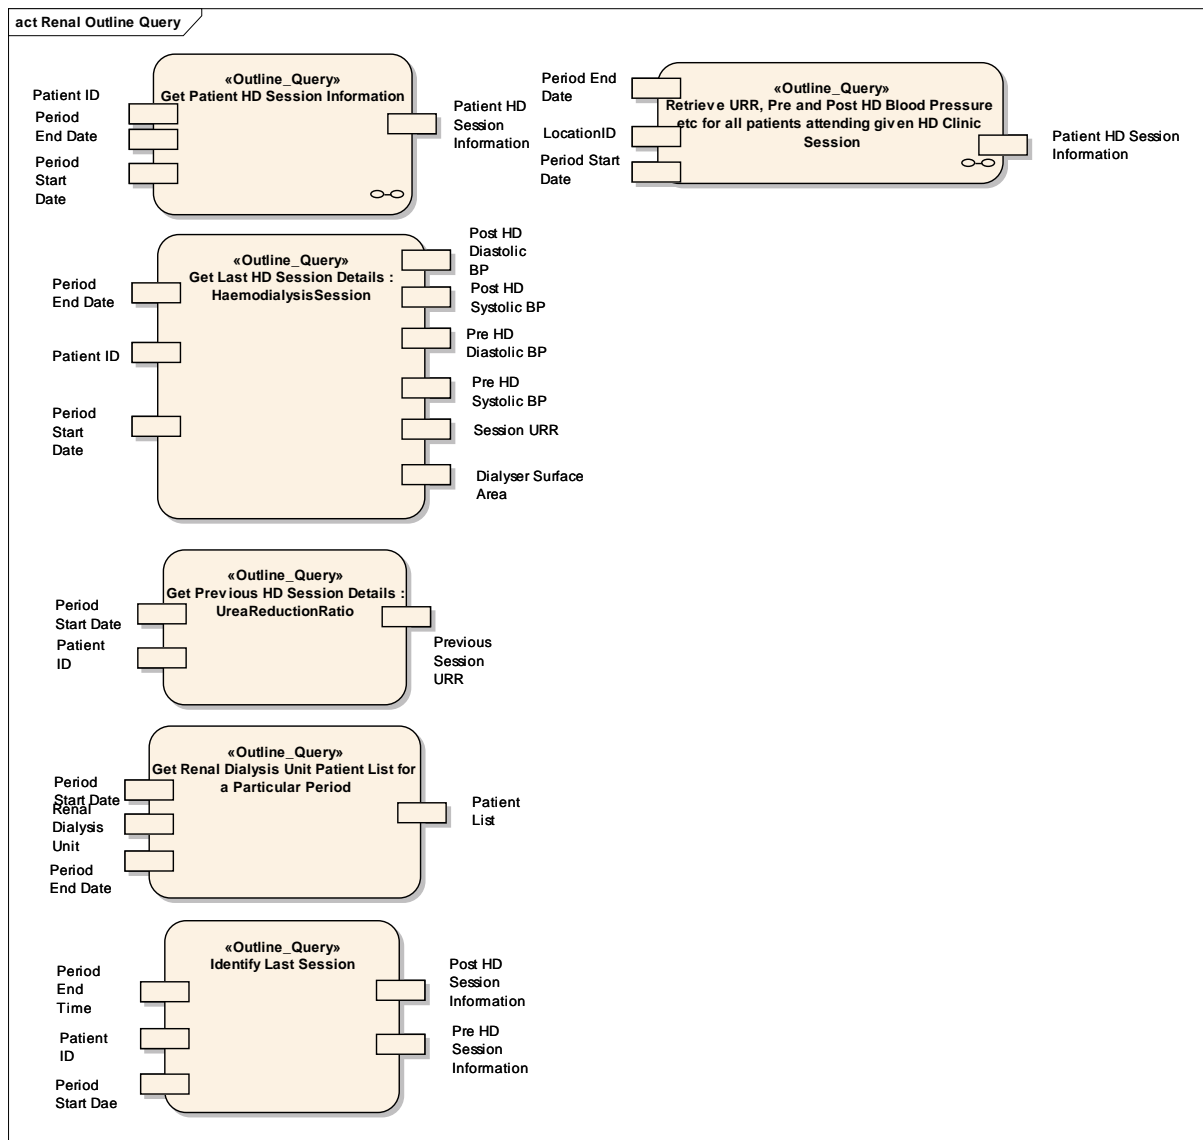 act Renal Outline Query
«Outline_Query»
Get Patient HD Session Information
Patient ID
Period
End Date
Period
Start
Date
Patient HD
Session
Information
«Outline_Query»
Retrieve URR, Pre and Post HD Blood Pressure
etc for all patients attending given HD Clinic
Session
Period End
Date
LocationID
Period Start
Date
Patient HD Session
Information
«Outline_Query»
Get Last HD Session Details :
HaemodialysisSession
Period
End Date
Patient ID
Period
Start
Date
Post HD
Diastolic
BP
Post HD
Systolic BP
Pre HD
Diastolic BP
Pre HD
Systolic BP
Session URR
Dialyser Surface
Area
«Outline_Query»
Get Previous HD Session Details :
UreaReductionRatio
Period
Start Date
Patient
ID
Previous
Session
URR
«Outline_Query»
Get Renal Dialysis Unit Patient List for
a Particular Period
Period
Start Date
Renal
Dialysis
Unit
Period
End Date
Patient
List
«Outline_Query»
Identify Last Session
Period
End
Time
Patient
ID
Period
Start Dae
Post HD
Session
Information
Pre HD
Session
Information